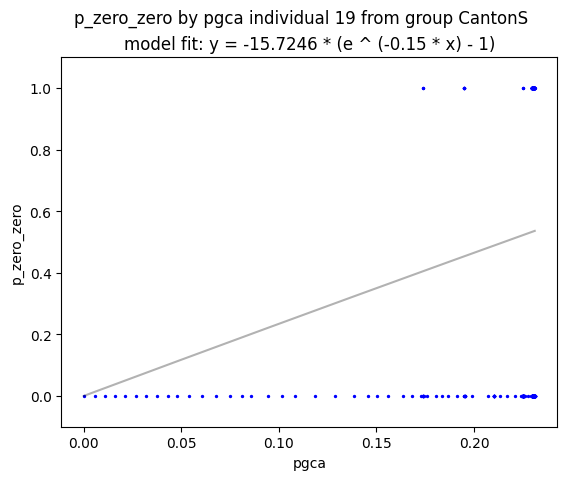 p_zero_zero by pgca individual 19 from group CantonS
model fit: y = -15.7246 * (e ^ (-0.15 * x) - 1)
1.0
0.8
0.6
0.4
0.2
0.0
p_zero_zero
0.00 0.05 0.10 0.15 0.20
pgca